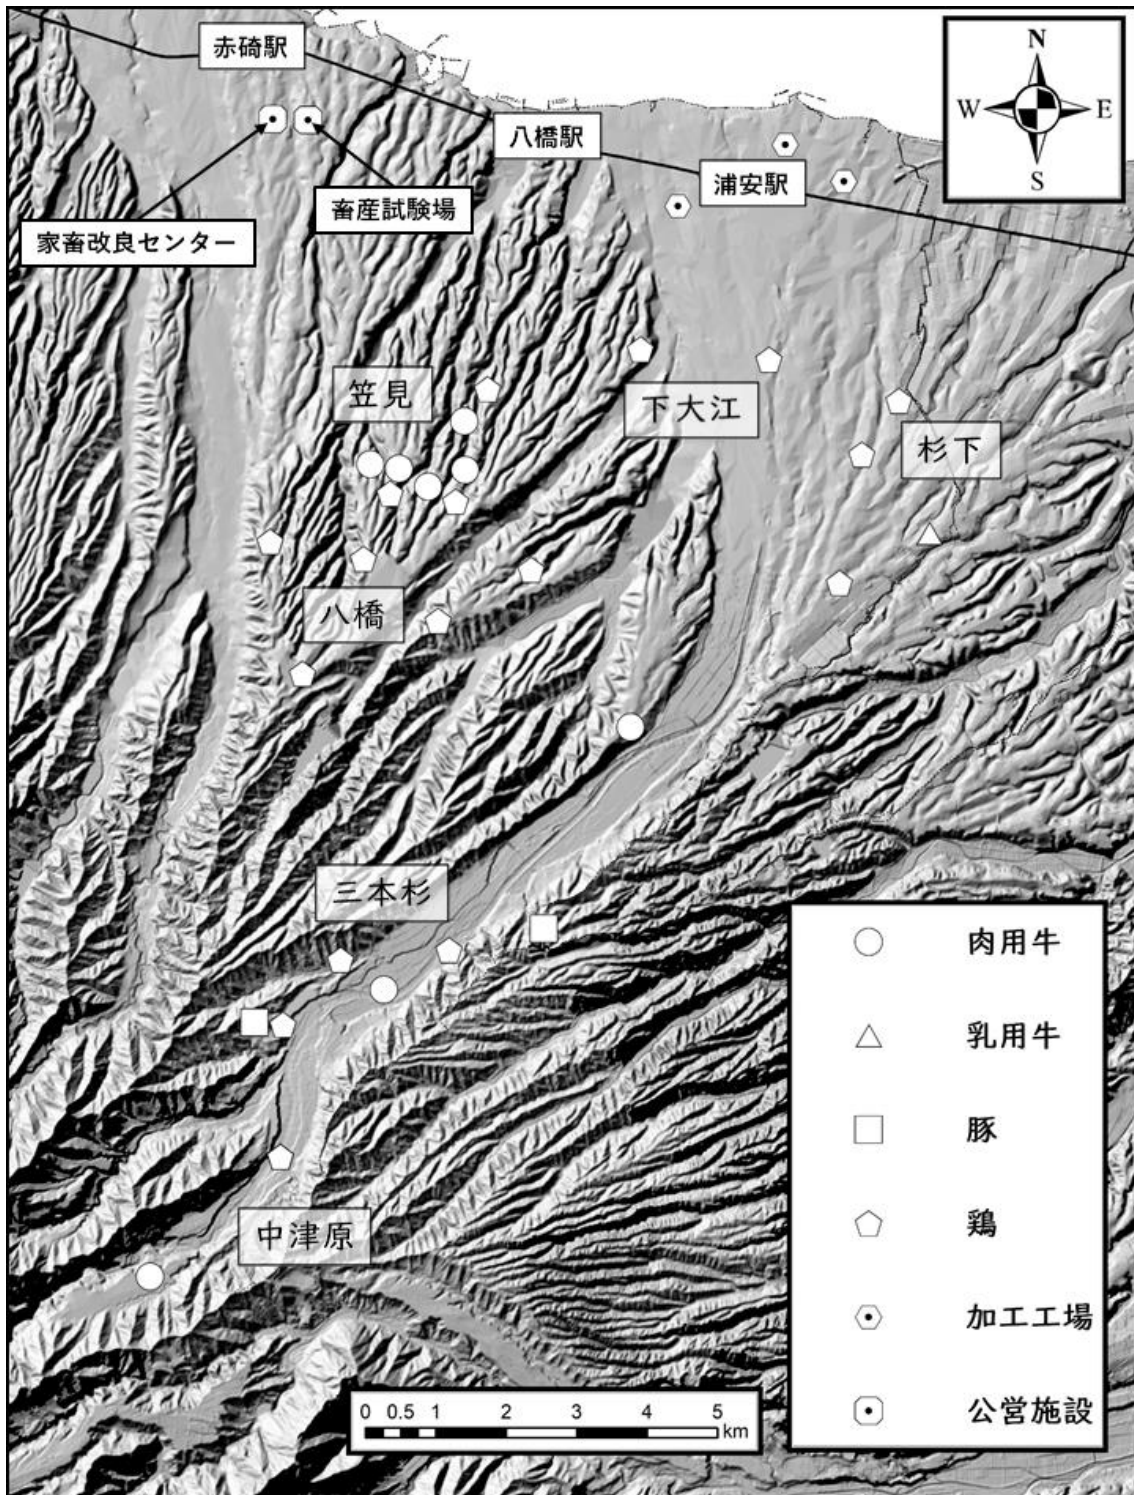 赤碕駅
N
W
E
S
八橋駅
浦安駅
畜産試験場
家畜改良センター
笠見
下大江
杉下
八橋
三本杉
中津原
肉用牛
乳用牛
豚
鶏
加工工場
公営施設
0 0.5 1 2 3 4 5
km